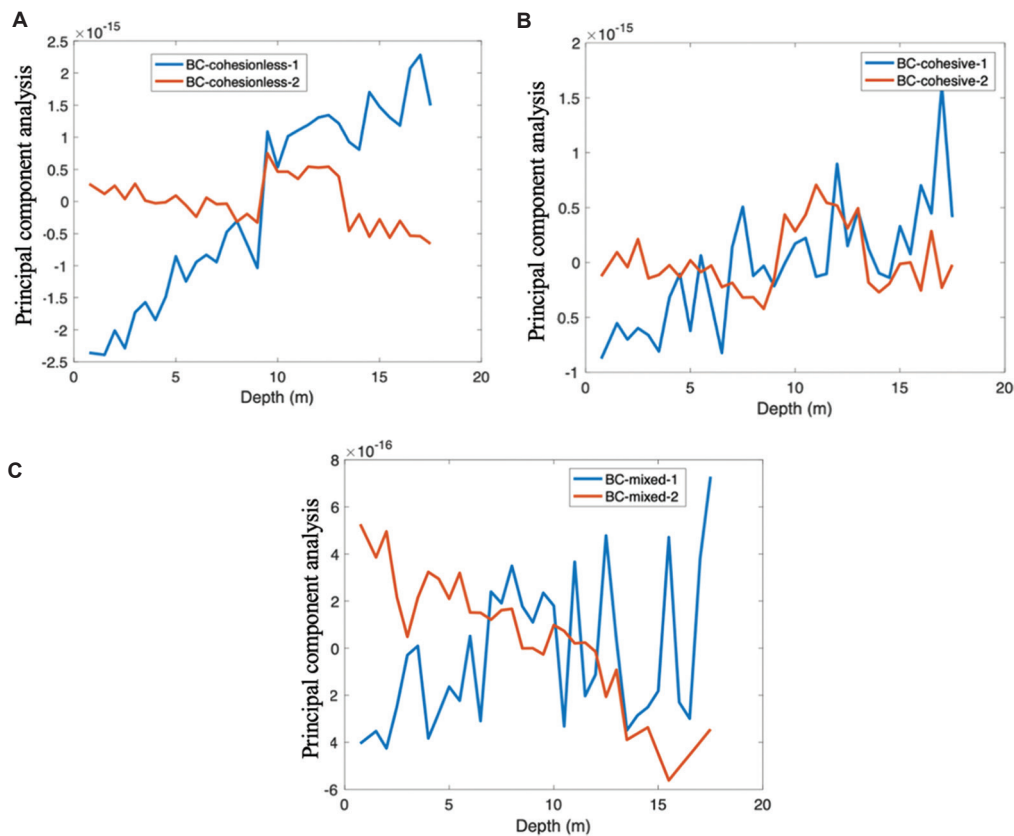 A
×10-15
BC-cohesionless-1
BC-cohesionless-2
Principal component analysis
2.5
2
1.5
1
0.5
0
-0.5
-1
-1.5
-2
-2.5
0 5 10 15 20
Depth (m)
B
×10-15
BC-cohesive-1
BC-cohesive-2
Principal component analysis
2
1.5
1
0.5
0
0.5
-1
0 5 10 15 20
Depth (m)
C
×10-16
BC-mixed-1
BC-mixed-2
Principal component analysis
8
6
4
2
0
2
4
-6
0 5 10 15 20
Depth (m)